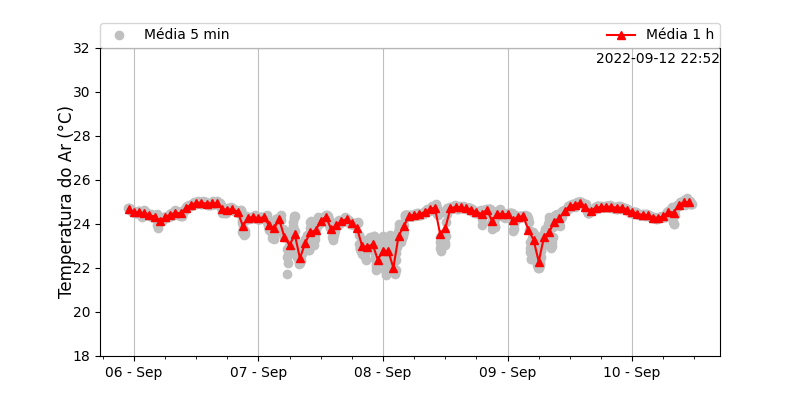 Média 5 min
Média 1 h
2022-09-12 22:52
Temperatura do Ar (°C)
32
30
28
26
24
22
20
18
06 - Sep
07 - Sep
08 - Sep
09 - Sep
10 - Sep